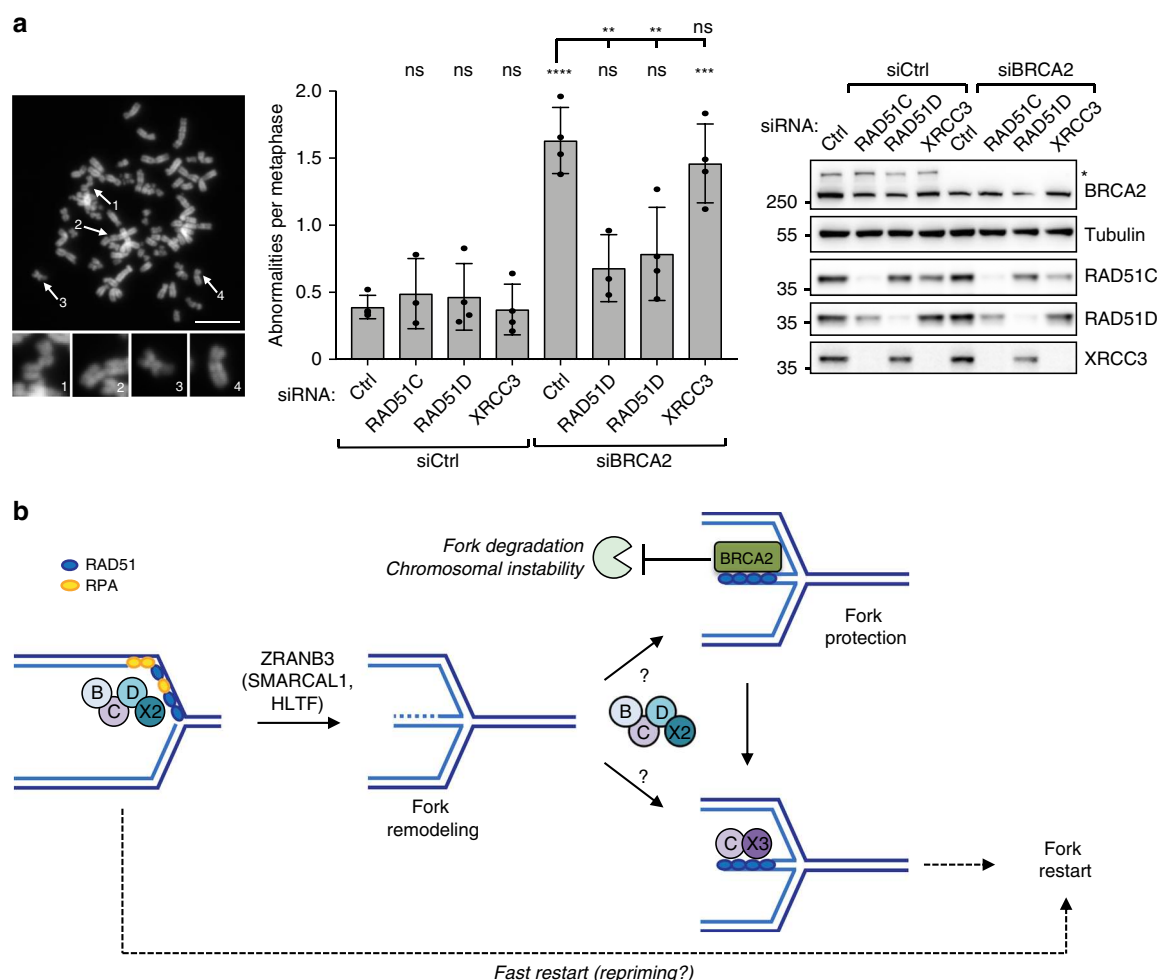 a
1
2
3
4
1
2
3
4
Abnormalities per metaphase
2.0
1.5
1.0
0.5
0
ns ns ns **** ns ns ***
** ** ns
siRNA:
Ctrl
RAD51C
RAD51D
XRCC3
Ctrl
RAD51D
RAD51D
XRCC3
siCtrl
siBRCA2
siCtrl siBRCA2
siRNA:
Ctrl
RAD51C
RAD51D
XRCC3
Ctrl
RAD51C
RAD51D
XRCC3
*
250 BRCA2
55 Tubulin
35 RAD51C
35 RAD51D
35 XRCC3
b
RAD51
RPA
B
D
C
X2
ZRANB3
(SMARCAL1,
HLTF)
Fork
remodeling
Fork degradation
Chromosomal instability
BRCA2
Fork
protection
?
B
D
C
X2
?
C
X3
Fork
restart
Fast restart (repriming?)